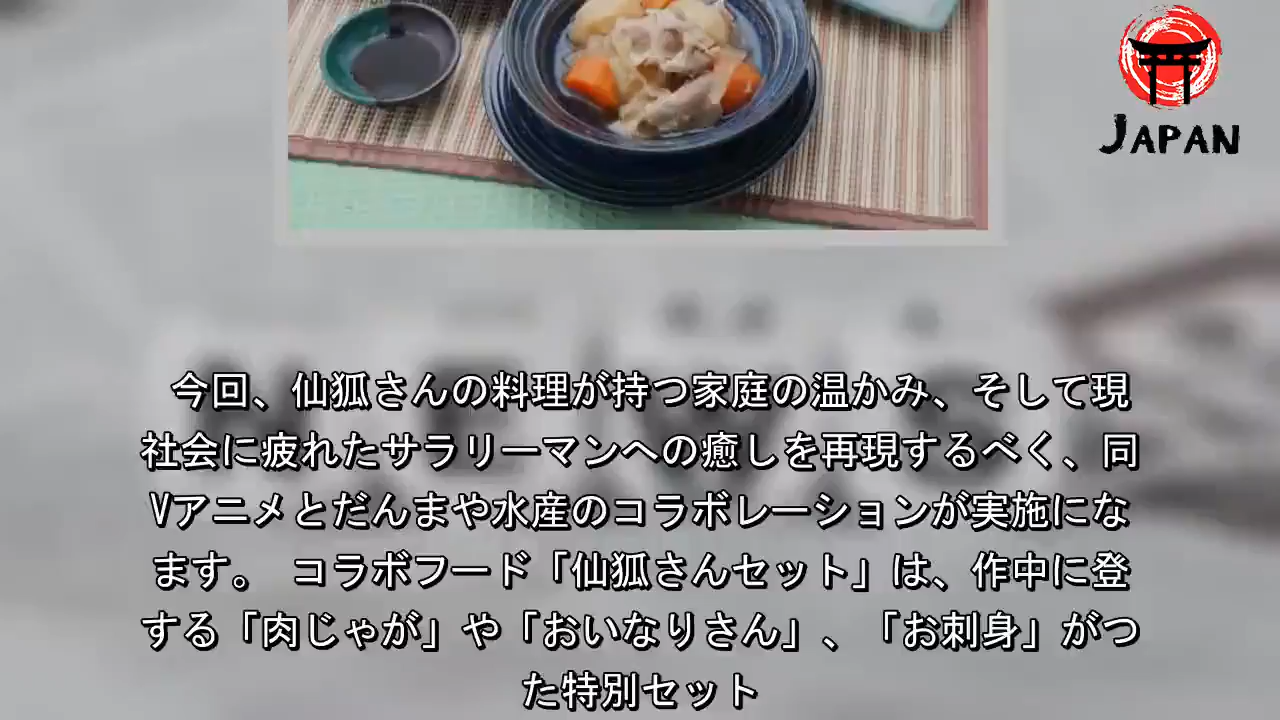 JAPAN
今回、仙狐さんの料理が持つ家庭の温かみ、そして現
社会に疲れたサラリーマンへの癒しを再現するべく、同
Vアニメとだんまや水産のコラボレーションが実施にな
ます。 コラボフード「仙狐さんセット」は、作中に登
する「肉じゃが」や「おいなりさん」、「お刺身」がつ
た特別セット